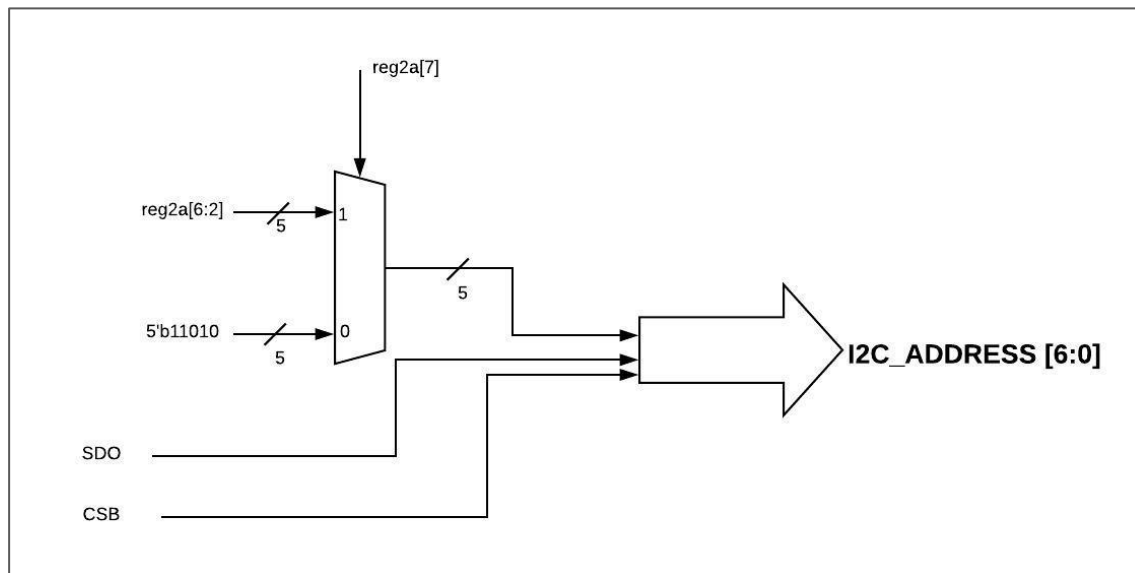 reg2a[7]
reg2a[6:2]
5
1
5
5'b11010
5
0
I2C_ADDRESS [6:0]
SDO
CSB